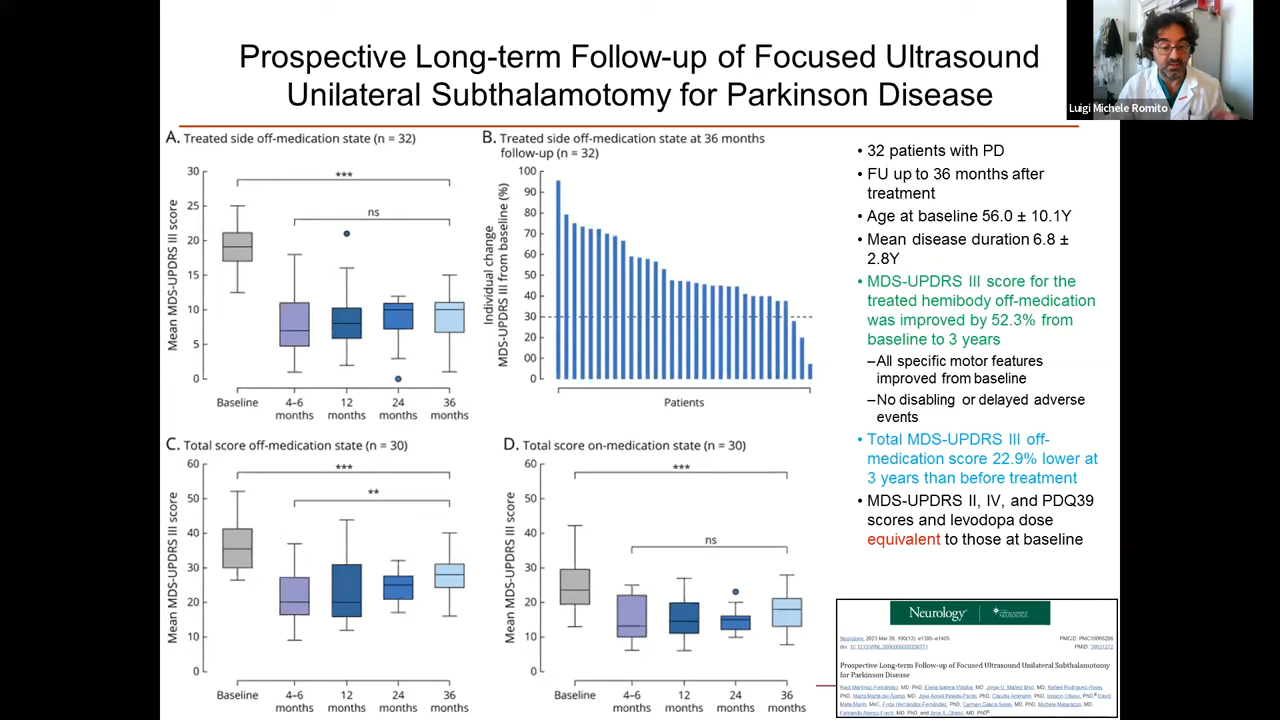 Prospective Long-term Follow-up of Focused Ultrasound
Unilateral Subthalamotomy for Parkinson Disease
Luigi Michele Romito
A. Treated side off-medication state (n = 32)
Mean MDS-UPDRS III score
30
25
20
15
10
5
0
***
ns
Baseline
4–6 months
12 months
24 months
36 months
B. Treated side off-medication state at 36 months
follow-up (n = 32)
Individual change
MDS-UPDRS III from baseline (%)
100
90
80
70
60
50
40
30
20
00
0
Patients
C. Total score off-medication state (n = 30)
Mean MDS-UPDRS III score
60
50
40
30
20
10
0
***
**
Baseline
4–6 months
12 months
24 months
36 months
D. Total score on-medication state (n = 30)
Mean MDS-UPDRS III score
60
50
40
30
20
10
0
***
ns
Baseline
4–6 months
12 months
24 months
36 months
• 32 patients with PD
• FU up to 36 months after
treatment
• Age at baseline 56.0 ± 10.1Y
• Mean disease duration 6.8 ±
2.8Y
• MDS-UPDRS III score for the
treated hemibody off-medication
was improved by 52.3% from
baseline to 3 years
–All specific motor features
improved from baseline
–No disabling or delayed adverse
events
• Total MDS-UPDRS III off-
medication score 22.9% lower at
3 years than before treatment
• MDS-UPDRS II, IV, and PDQ39
scores and levodopa dose
equivalent to those at baseline
Neurology
Prospective Long-term Follow-up of Focused Ultrasound Unilateral Subthalamotomy
for Parkinson Disease